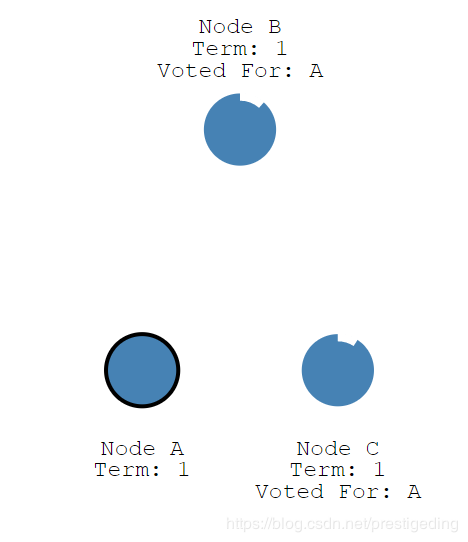 Node B
Term: 1
Voted For: A
Node A
Term: 1
Node C
Term: 1
Voted For: A
https://blog.csdn.net/prestigeding